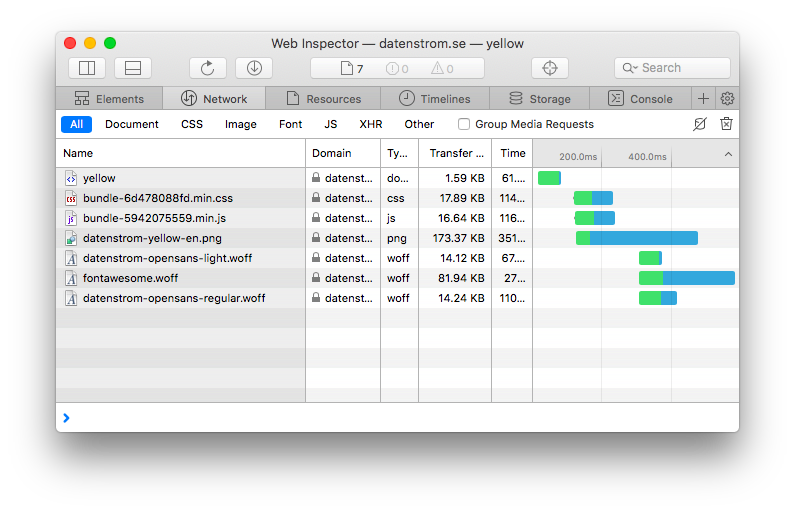 Web Inspector — datenstrom.se — yellow
7 0 0 Search
Elements Network Resources Timelines Storage Console
All Document CSS Image Font JS XHR Other Group Media Requests
Name Domain Ty... Transfer ... Time 200.0ms 400.0ms
yellow datenst... do... 1.59 KB 61....
bundle-6d478088fd.min.css datenst... css 17.89 KB 114...
bundle-5942075559.min.js datenst... js 16.64 KB 116...
datenstrom-yellow-en.png datenst... png 173.37 KB 351...
datenstrom-opensans-light.woff datenst... woff 14.12 KB 67....
fontawesome.woff datenst... woff 81.94 KB 27...
datenstrom-opensans-regular.woff datenst... woff 14.24 KB 110...